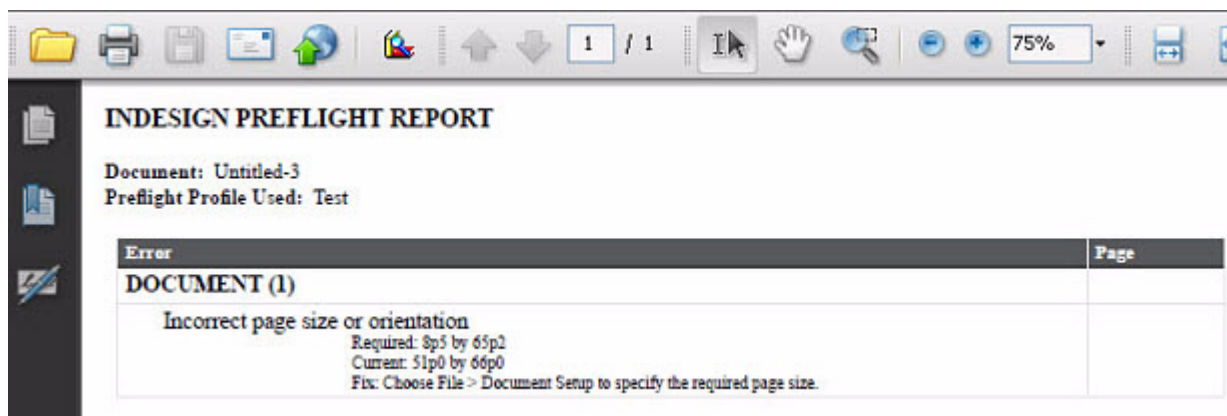 1 / 1
75%
INDESIGN PREFLIGHT REPORT
Document: Untitled-3
Preflight Profile Used: Test
Error Page
DOCUMENT (1)
Incorrect page size or orientation
Required: 8p5 by 65p2
Current: 51p0 by 66p0
Fix: Choose File > Document Setup to specify the required page size.